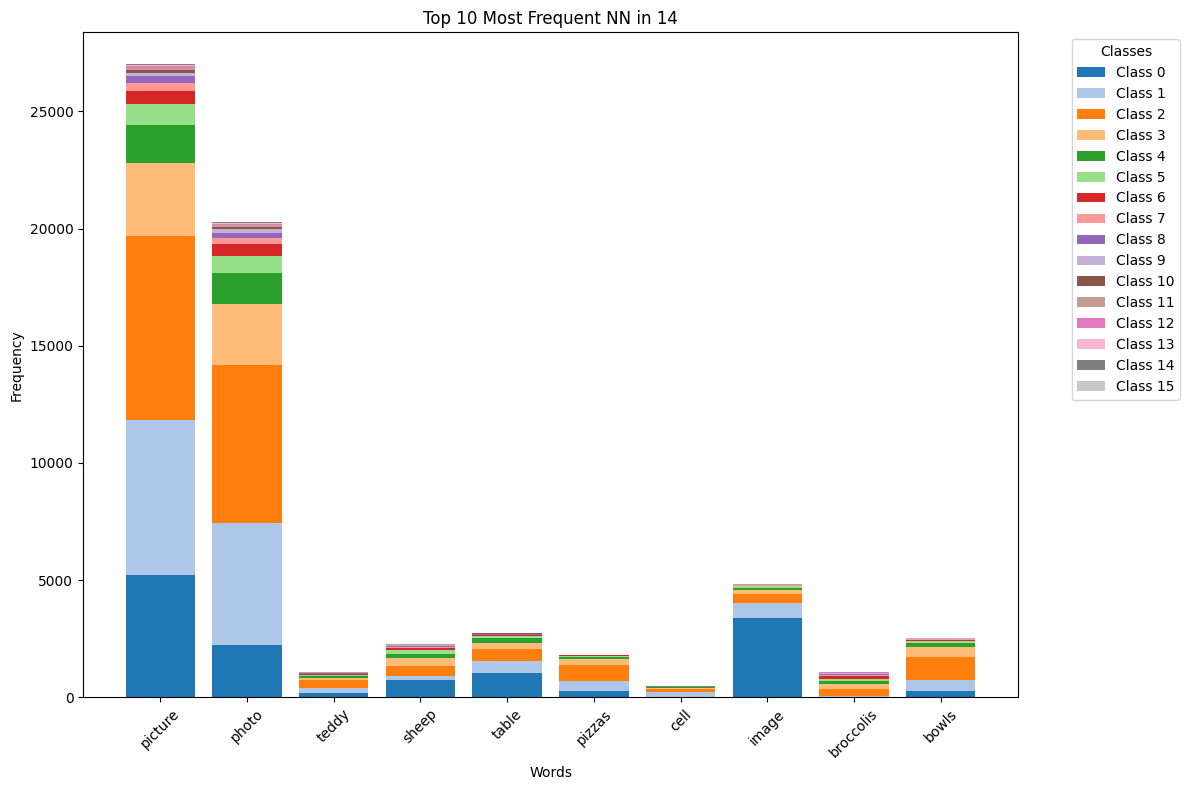 Top 10 Most Frequent NN in 14
Frequency
25000
20000
15000
10000
5000
0
picture
photo
teddy
sheep
table
pizzas
cell
image
broccolis
bowls
Words
Classes
Class 0
Class 1
Class 2
Class 3
Class 4
Class 5
Class 6
Class 7
Class 8
Class 9
Class 10
Class 11
Class 12
Class 13
Class 14
Class 15